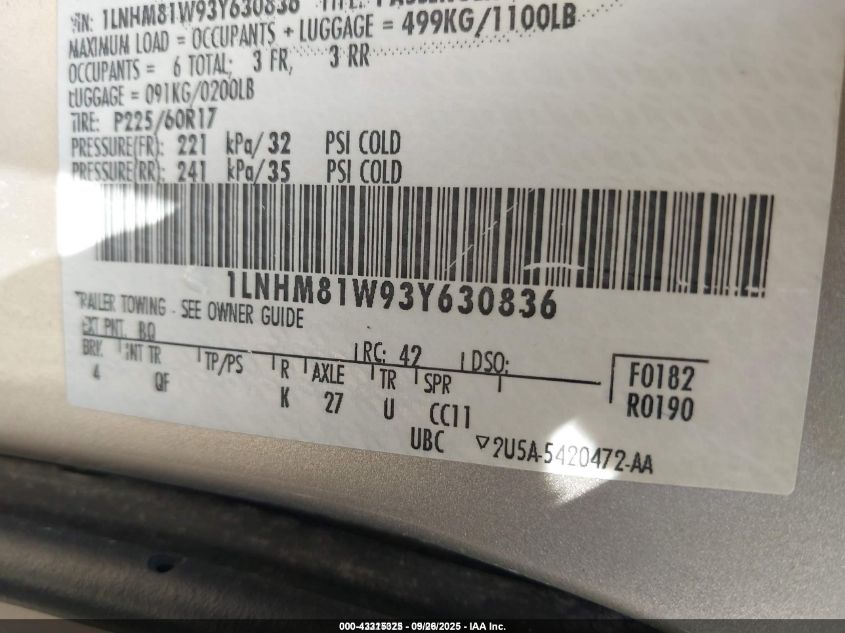 VIN: 1LNHM81W93Y630836 TYPE: PASSENGER
MAXIMUM LOAD = OCCUPANTS + LUGGAGE = 499KG/1100LB
OCCUPANTS = 6 TOTAL; 3 FR, 3 RR
LUGGAGE = 091KG/0200LB
TIRE: P225/60R17
PRESSURE(FR): 221 kPa/ 32 PSI COLD
PRESSURE(RR): 241 kPa/ 35 PSI COLD
1LNHM81W93Y630836
TRAILER TOWING - SEE OWNER GUIDE
EXT PNT: BQ RC: 42 DSO:
BRK INT TR TP/PS R AXLE TR SPR F0182
4 QF K 27 U CC11 R0190
UBC ▽2U5A-5420472-AA
09/26/2025 - IAA Inc.